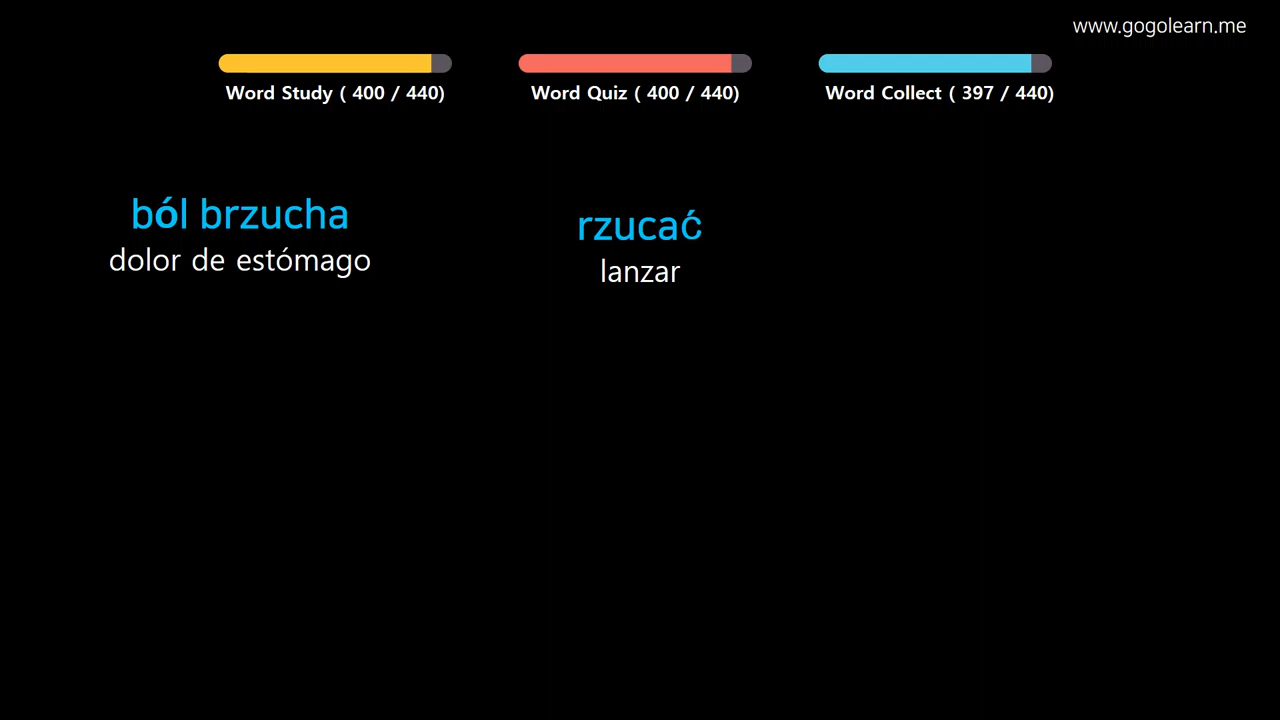 www.gogolearn.me
Word Study ( 400 / 440)
Word Quiz ( 400 / 440)
Word Collect ( 397 / 440)
ból brzucha
dolor de estómago
rzucać
lanzar